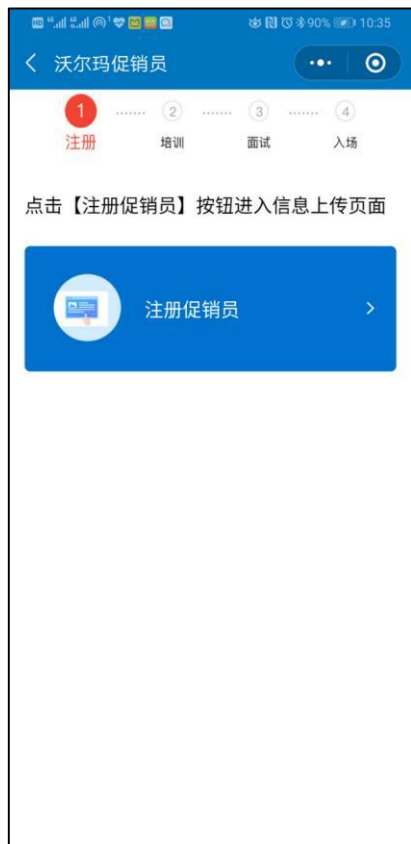 90% 10:35
沃尔玛促销员
1 2 3 4
注册 培训 面试 入场
点击【注册促销员】按钮进入信息上传页面
注册促销员